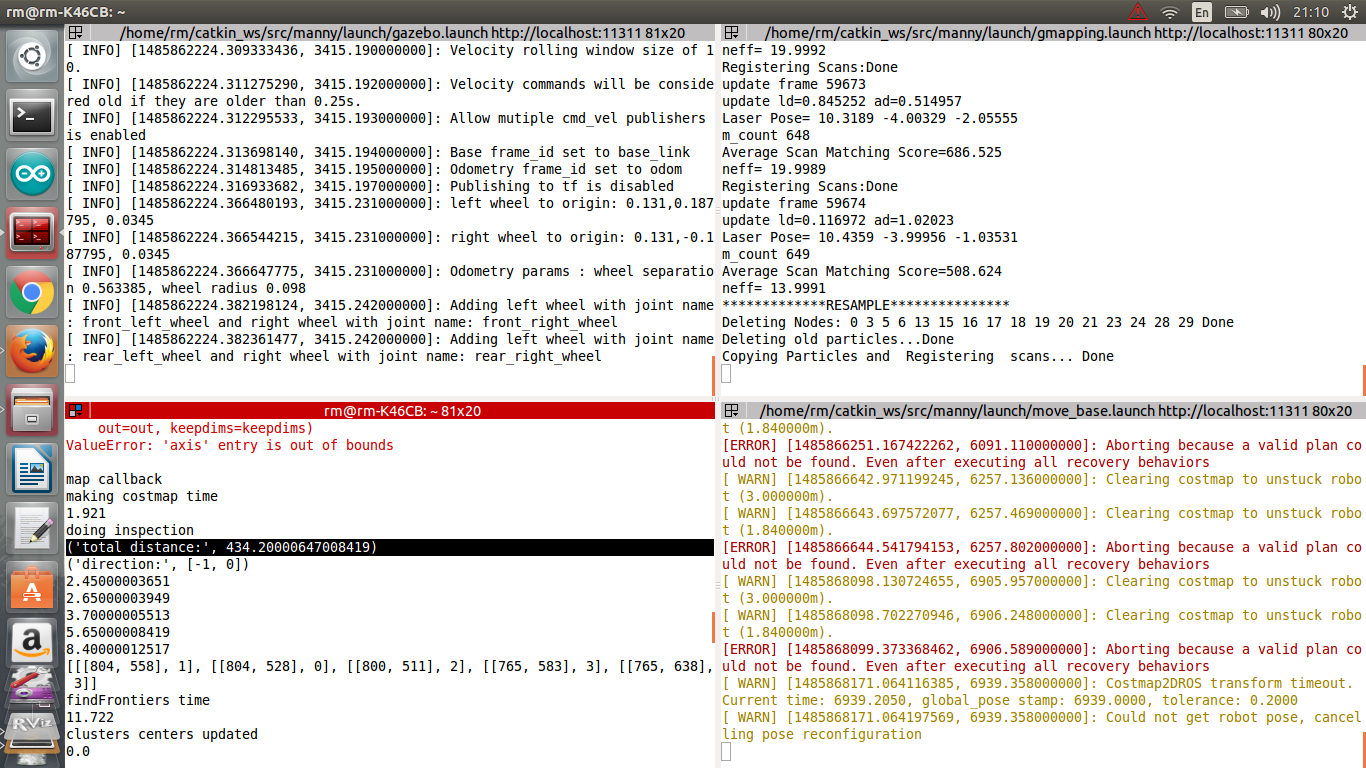 rm@rm-K46CB: ~
En
21:10
/home/rm/catkin_ws/src/manny/launch/gazebo.launch http://localhost:11311 81x20
[ INFO] [1485862224.309333436, 3415.190000000]: Velocity rolling window size of 1
0.
[ INFO] [1485862224.311275290, 3415.192000000]: Velocity commands will be conside
red old if they are older than 0.25s.
[ INFO] [1485862224.312295533, 3415.193000000]: Allow mutiple cmd_vel publishers
is enabled
[ INFO] [1485862224.313698140, 3415.194000000]: Base frame_id set to base_link
[ INFO] [1485862224.314813485, 3415.195000000]: Odometry frame_id set to odom
[ INFO] [1485862224.316933682, 3415.197000000]: Publishing to tf is disabled
[ INFO] [1485862224.366480193, 3415.231000000]: left wheel to origin: 0.131,0.187
795, 0.0345
[ INFO] [1485862224.366544215, 3415.231000000]: right wheel to origin: 0.131,-0.1
87795, 0.0345
[ INFO] [1485862224.366647775, 3415.231000000]: Odometry params : wheel separatio
n 0.563385, wheel radius 0.098
[ INFO] [1485862224.382198124, 3415.242000000]: Adding left wheel with joint name
: front_left_wheel and right wheel with joint name: front_right_wheel
[ INFO] [1485862224.382361477, 3415.242000000]: Adding left wheel with joint name
: rear_left_wheel and right wheel with joint name: rear_right_wheel
/home/rm/catkin_ws/src/manny/launch/gmapping.launch http://localhost:11311 80x20
neff= 19.9992
Registering Scans:Done
update frame 59673
update ld=0.845252 ad=0.514957
Laser Pose= 10.3189 -4.00329 -2.05555
m_count 648
Average Scan Matching Score=686.525
neff= 19.9989
Registering Scans:Done
update frame 59674
update ld=0.116972 ad=1.02023
Laser Pose= 10.4359 -3.99956 -1.03531
m_count 649
Average Scan Matching Score=508.624
neff= 13.9991
*************RESAMPLE***************
Deleting Nodes: 0 3 5 6 13 15 16 17 18 19 20 21 23 24 28 29 Done
Deleting old particles...Done
Copying Particles and  Registering  scans... Done
rm@rm-K46CB: ~ 81x20
    out=out, keepdims=keepdims)
ValueError: 'axis' entry is out of bounds
map callback
making costmap time
1.921
doing inspection
('total distance:', 434.20000647008419)
('direction:', [-1, 0])
2.45000003651
2.65000003949
3.70000005513
5.65000008419
8.40000012517
[[[804, 558], 1], [[804, 528], 0], [[800, 511], 2], [[765, 583], 3], [[765, 638],
 3]]
findFrontiers time
11.722
clusters centers updated
0.0
/home/rm/catkin_ws/src/manny/launch/move_base.launch http://localhost:11311 80x20
t (1.840000m).
[ERROR] [1485866251.167422262, 6091.110000000]: Aborting because a valid plan co
uld not be found. Even after executing all recovery behaviors
[ WARN] [1485866642.971199245, 6257.136000000]: Clearing costmap to unstuck robo
t (3.000000m).
[ WARN] [1485866643.697572077, 6257.469000000]: Clearing costmap to unstuck robo
t (1.840000m).
[ERROR] [1485866644.541794153, 6257.802000000]: Aborting because a valid plan co
uld not be found. Even after executing all recovery behaviors
[ WARN] [1485868098.130724655, 6905.957000000]: Clearing costmap to unstuck robo
t (3.000000m).
[ WARN] [1485868098.702270946, 6906.248000000]: Clearing costmap to unstuck robo
t (1.840000m).
[ERROR] [1485868099.373368462, 6906.589000000]: Aborting because a valid plan co
uld not be found. Even after executing all recovery behaviors
[ WARN] [1485868171.064116385, 6939.358000000]: Costmap2DROS transform timeout.
Current time: 6939.2050, global_pose stamp: 6939.0000, tolerance: 0.2000
[ WARN] [1485868171.064197569, 6939.358000000]: Could not get robot pose, cancel
ling pose reconfiguration
RViz